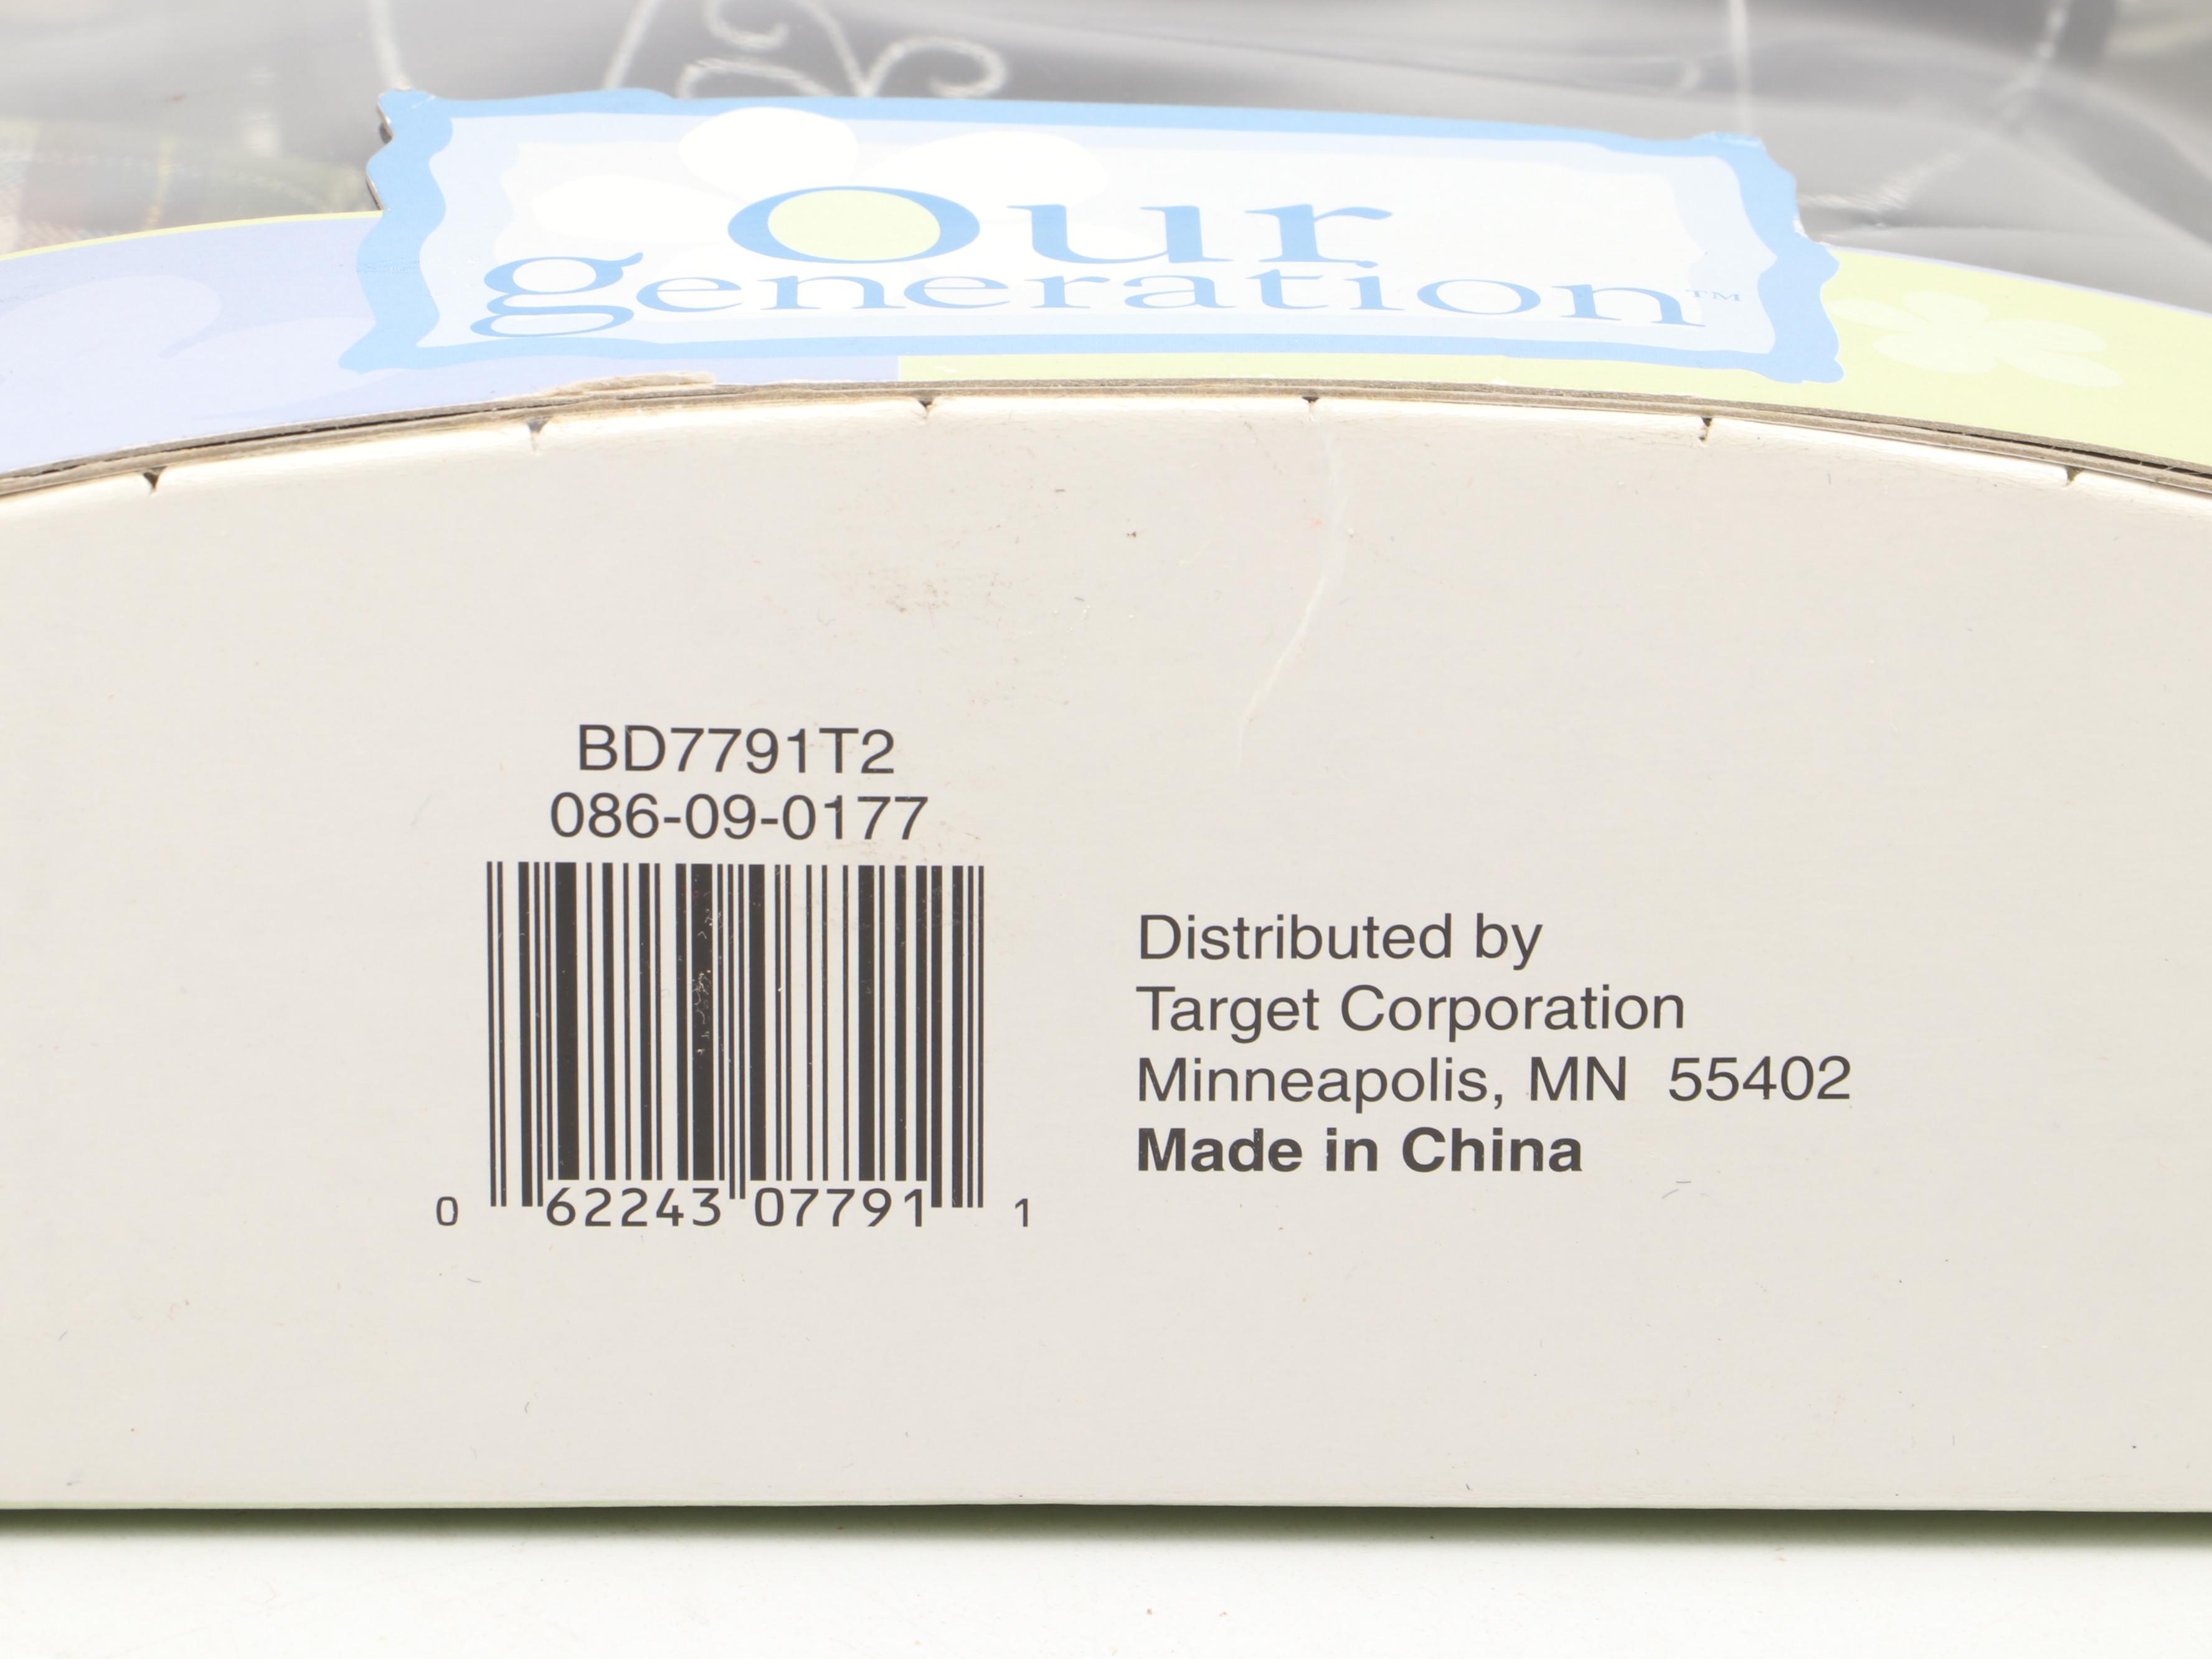 Our
generation™
BD7791T2
086-09-0177
0 62243 07791 1
Distributed by
Target Corporation
Minneapolis, MN 55402
Made in China